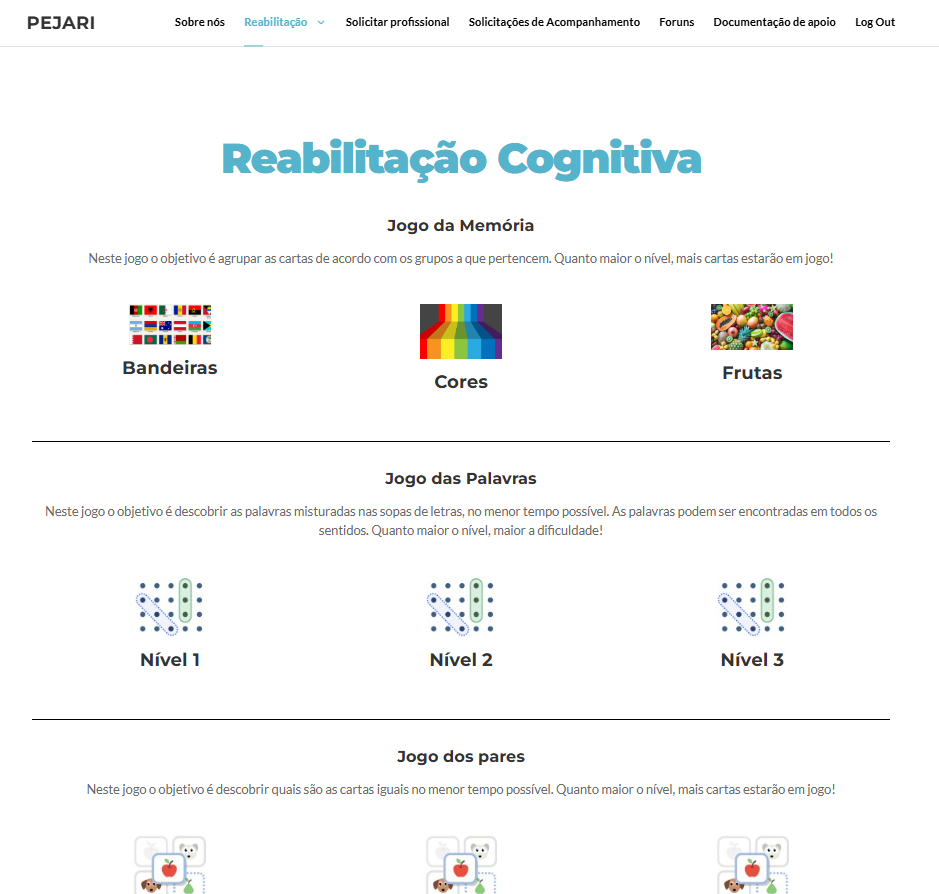 PEJARI
Sobre nós Reabilitação Solicitar profissional Solicitações de Acompanhamento Foruns Documentação de apoio Log Out
Reabilitação Cognitiva
Jogo da Memória
Neste jogo o objetivo é agrupar as cartas de acordo com os grupos a que pertencem. Quanto maior o nível, mais cartas estarão em jogo!
Bandeiras
Cores
Frutas
Jogo das Palavras
Neste jogo o objetivo é descobrir as palavras misturadas nas sopas de letras, no menor tempo possível. As palavras podem ser encontradas em todos os
sentidos. Quanto maior o nível, maior a dificuldade!
Nível 1
Nível 2
Nível 3
Jogo dos pares
Neste jogo o objetivo é descobrir quais são as cartas iguais no menor tempo possível. Quanto maior o nível, mais cartas estarão em jogo!